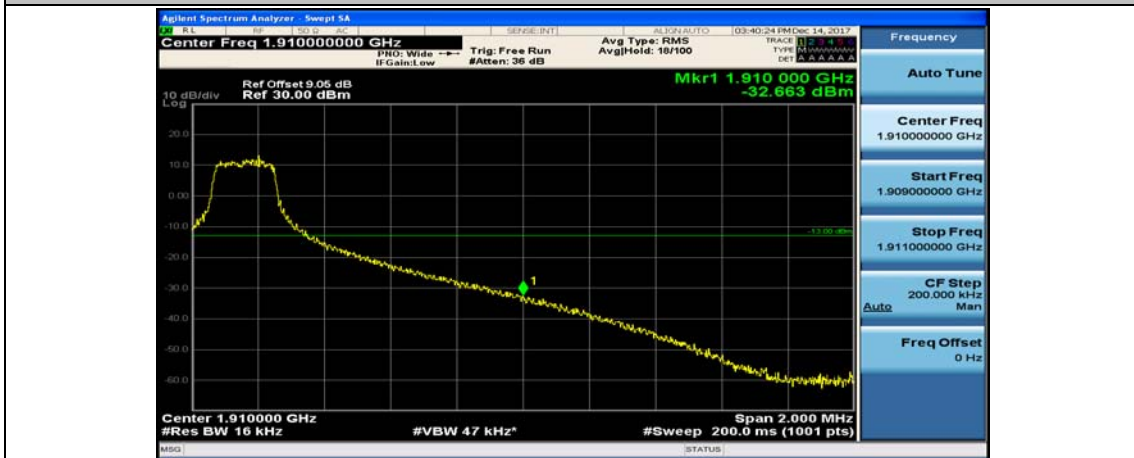 Agilent Spectrum Analyzer - Swept SA
RL RF 50 Ω AC SENSE:INT ALIGN AUTO 03:40:24 PM Dec 14, 2017
Center Freq 1.910000000 GHz
PNO: Wide
IFGain:Low
Trig: Free Run
#Atten: 36 dB
Avg Type: RMS
Avg|Hold: 18/100
TRACE 1 2 3 4 5 6
TYPE M
DET A A A A A A
Frequency
Auto Tune
Mkr1 1.910 000 GHz
-32.663 dBm
Ref Offset 9.05 dB
10 dB/div Ref 30.00 dBm
Log
20.0
10.0
0.00
-10.0
-20.0
-30.0
-40.0
-50.0
-60.0
-13.00 dBm
1
Center Freq
1.910000000 GHz
Start Freq
1.909000000 GHz
Stop Freq
1.911000000 GHz
CF Step
200.000 kHz
Auto Man
Freq Offset
0 Hz
Center 1.910000 GHz Span 2.000 MHz
#Res BW 16 kHz #VBW 47 kHz* #Sweep 200.0 ms (1001 pts)
MSG STATUS